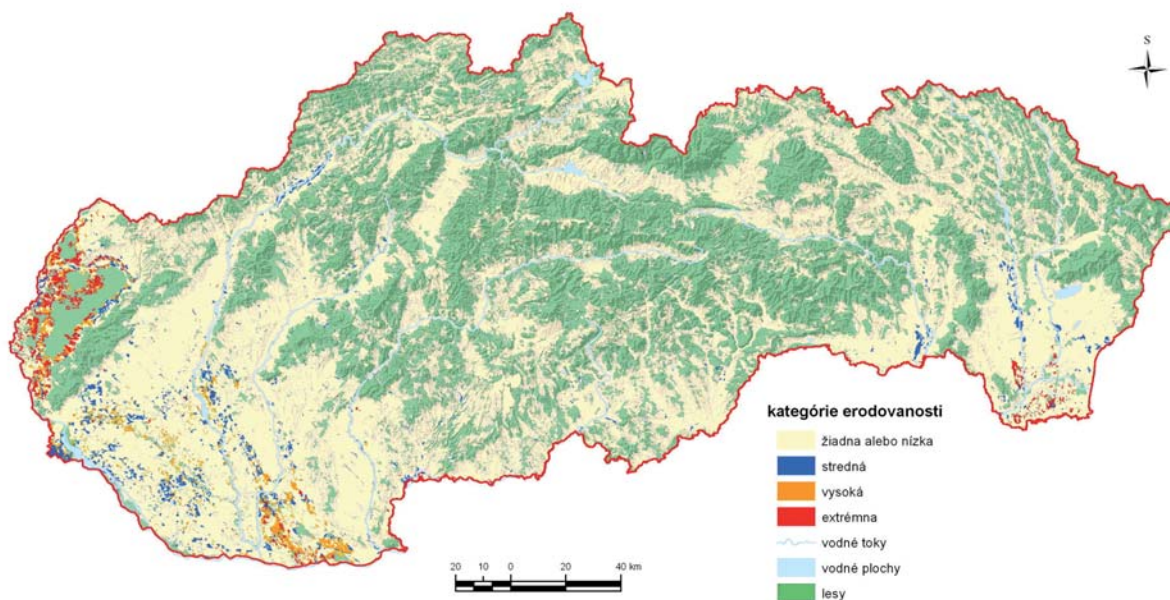 S
kategórie erodovanosti
žiadna alebo nízka
stredná
vysoká
extrémna
vodné toky
vodné plochy
lesy
20 10 0 20 40 km